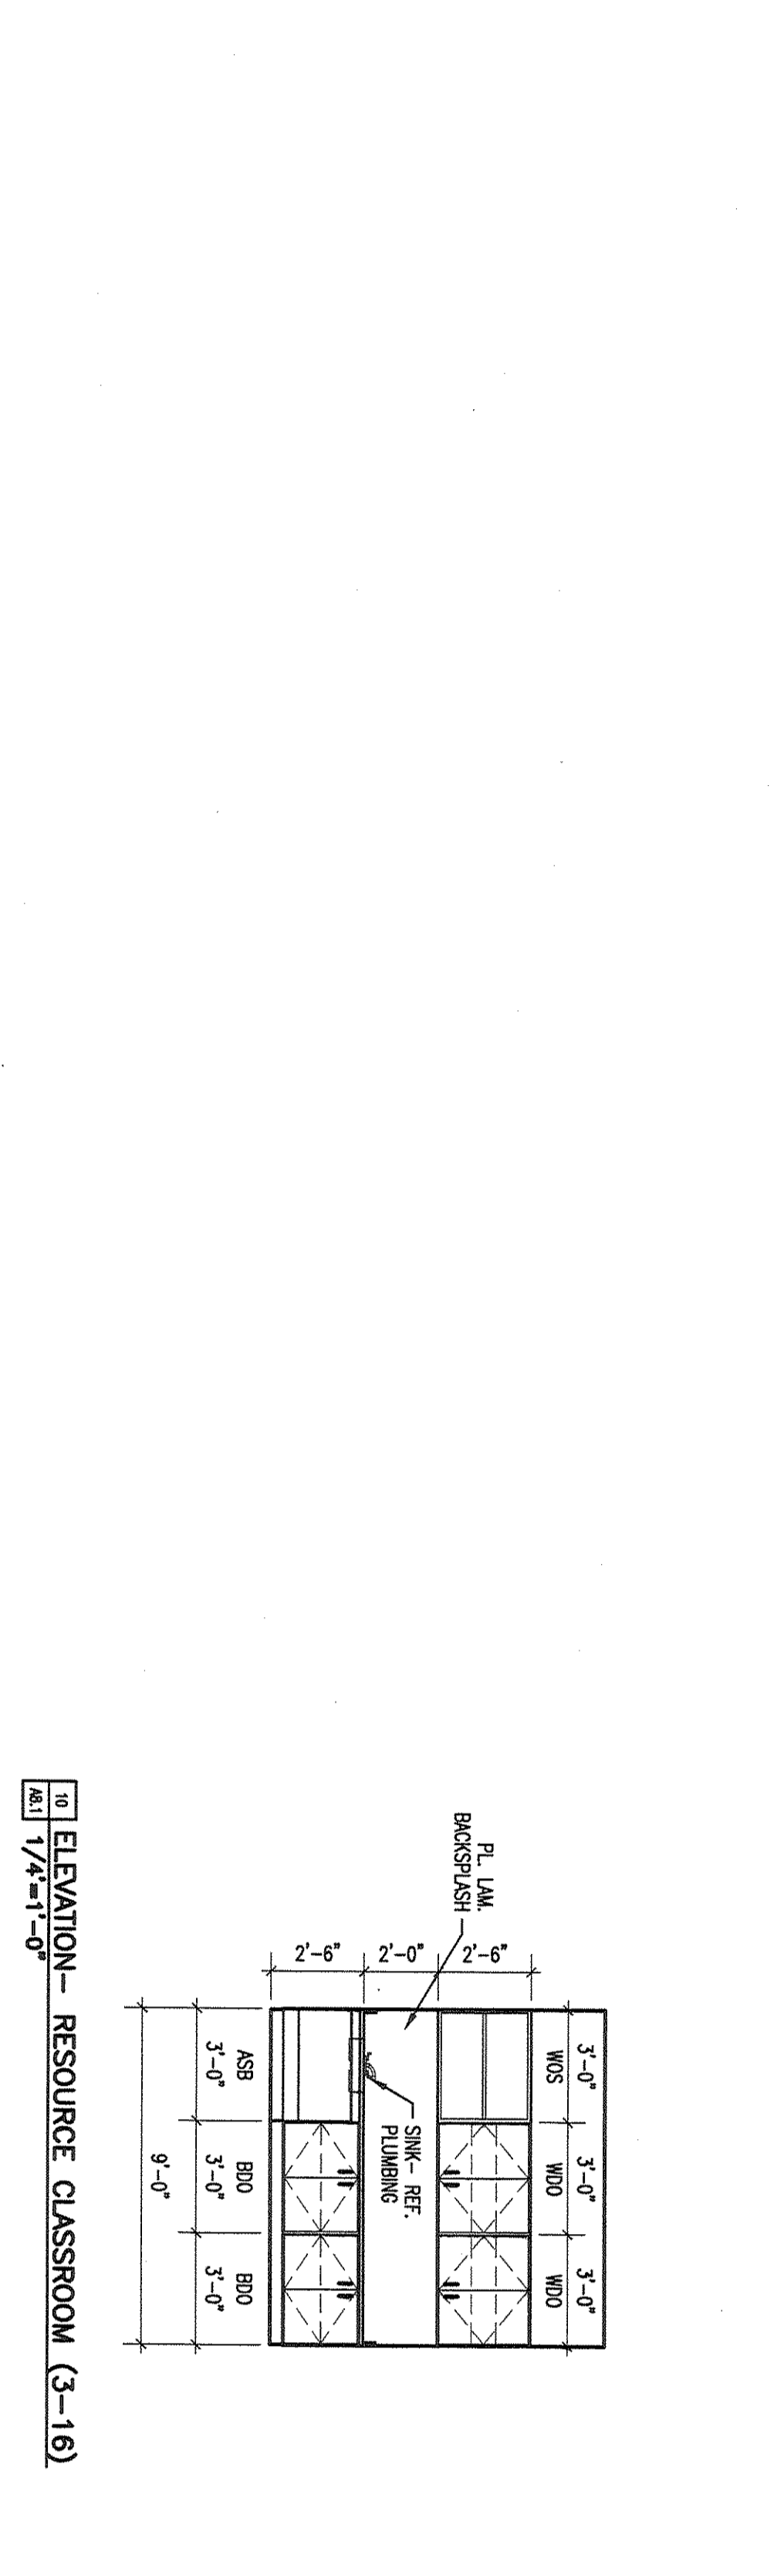 3'-0" 3'-0" 3'-0"
WOS WDO WDO
2'-6"
PL. LAM.
BACKSPLASH
2'-0"
SINK- REF.
PLUMBING
2'-6"
ASB BDO BDO
3'-0" 3'-0" 3'-0"
9'-0"
10 ELEVATION- RESOURCE CLASSROOM (3-16)
A8.1 1/4'=1'-0"